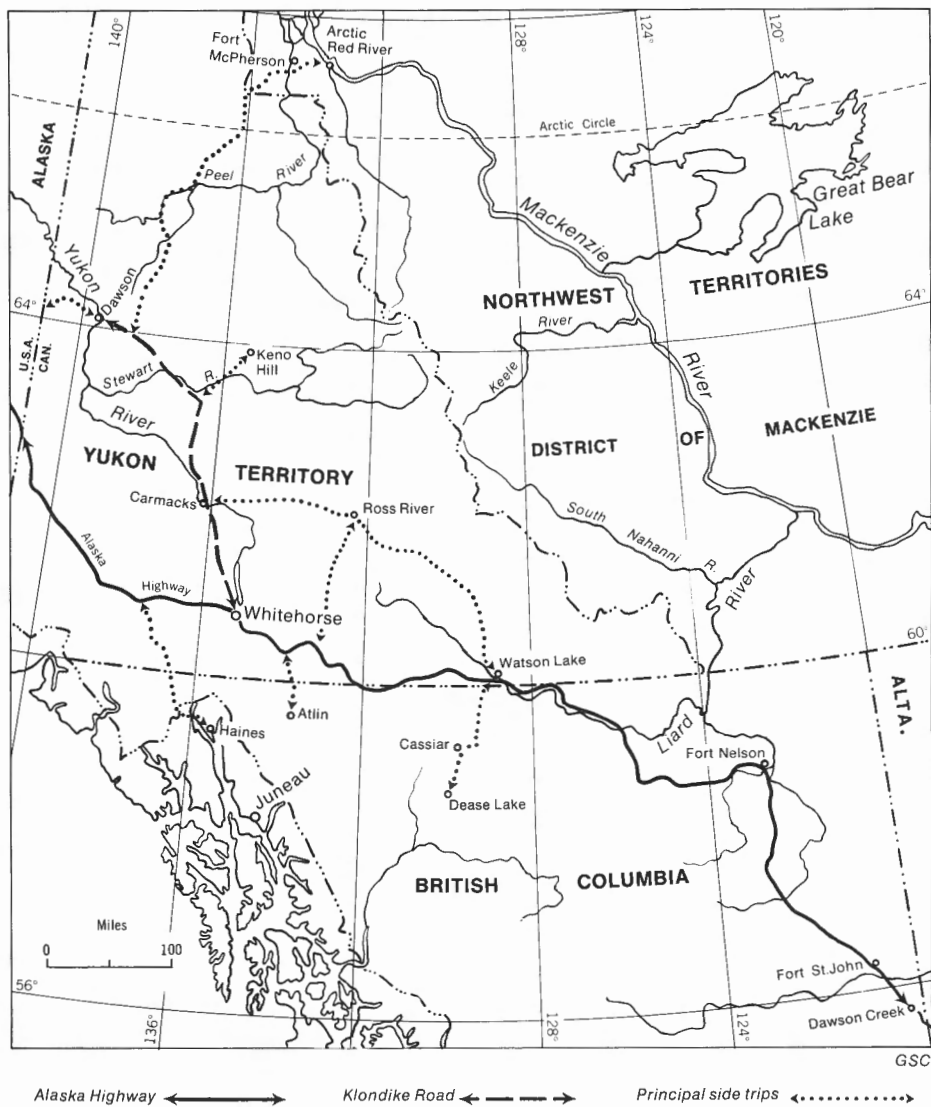 140°
128°
124°
120°
Fort
McPherson
Arctic
Red River
Arctic Circle
ALASKA
Peel
River
Great Bear
Lake
Mackenzie
Yukon
Dawson
NORTHWEST
TERRITORIES
64°
64°
River
U.S.A.
CAN.
Keno
Hill
Stewart
R.
Keele
River
River
DISTRICT
OF
MACKENZIE
YUKON
TERRITORY
Carmacks
Ross River
South
Nahanni
R.
Alaska
Highway
River
Whitehorse
60°
Watson Lake
Atlin
Haines
ALTA.
Liard
Cassiar
Fort Nelson
Juneau
Dease Lake
BRITISH
COLUMBIA
Miles
0
100
Fort St. John
56°
Dawson Creek
136°
128°
124°
GSC
Alaska Highway
Klondike Road
Principal side trips